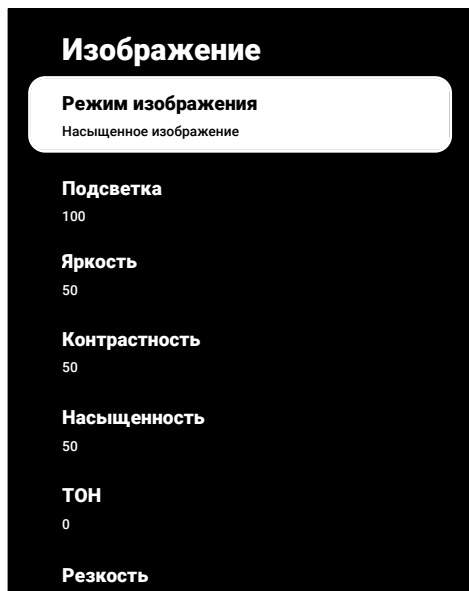 Изображение
Режим изображения
Насыщенное изображение
Подсветка
100
Яркость
50
Контрастность
50
Насыщенность
50
ТОН
0
Резкость